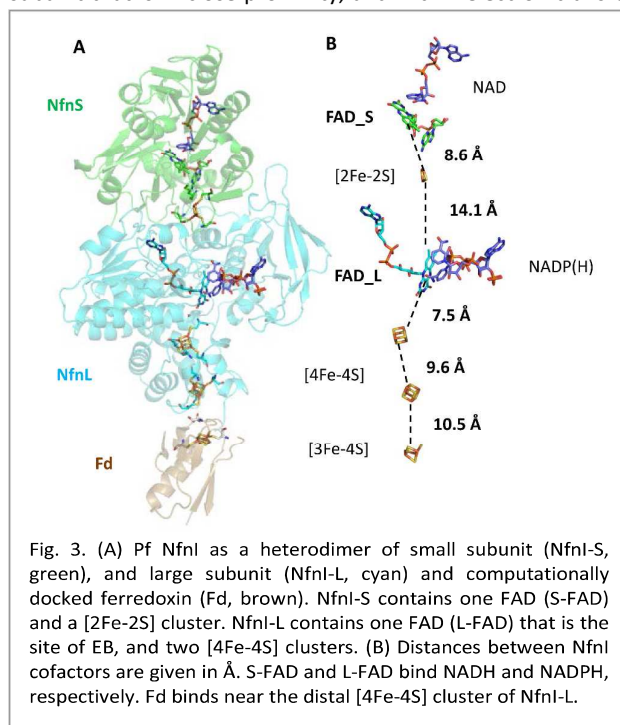 A
NfnS
NfnL
Fd
B
NAD
FAD_S
8.6 Å
[2Fe-2S]
14.1 Å
FAD_L
NADP(H)
7.5 Å
[4Fe-4S]
9.6 Å
10.5 Å
[3Fe-4S]
Fig. 3. (A) Pf NfnI as a heterodimer of small subunit (NfnI-S,
green), and large subunit (NfnI-L, cyan) and computationally
docked ferredoxin (Fd, brown). NfnI-S contains one FAD (S-FAD)
and a [2Fe-2S] cluster. NfnI-L contains one FAD (L-FAD) that is the
site of EB, and two [4Fe-4S] clusters. (B) Distances between NfnI
cofactors are given in Å. S-FAD and L-FAD bind NADH and NADPH,
respectively. Fd binds near the distal [4Fe-4S] cluster of NfnI-L.